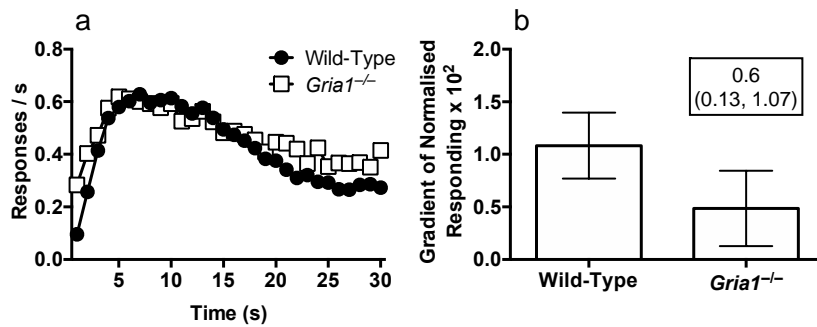 a
Responses / s
0.8
0.6
0.4
0.2
0.0
5
10
15
20
25
30
Time (s)
Wild-Type
Gria1−/−
b
Gradient of Normalised
Responding x 10²
2.0
1.5
1.0
0.5
0.0
0.6
(0.13, 1.07)
Wild-Type
Gria1−/−